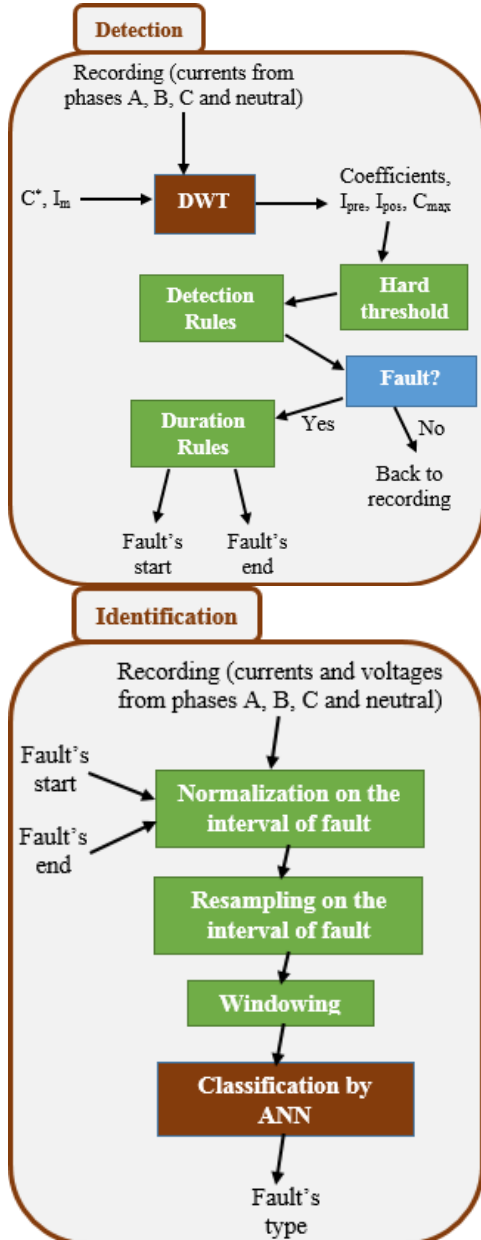 Detection
Recording (currents from
phases A, B, C and neutral)
C*, Im
DWT
Coefficients,
Ipre, Ipos, Cmax
Hard
threshold
Detection
Rules
Fault?
Yes
No
Duration
Rules
Back to
recording
Fault's
start
Fault's
end
Identification
Recording (currents and voltages
from phases A, B, C and neutral)
Fault's
start
Fault's
end
Normalization on the
interval of fault
Resampling on the
interval of fault
Windowing
Classification by
ANN
Fault's
type